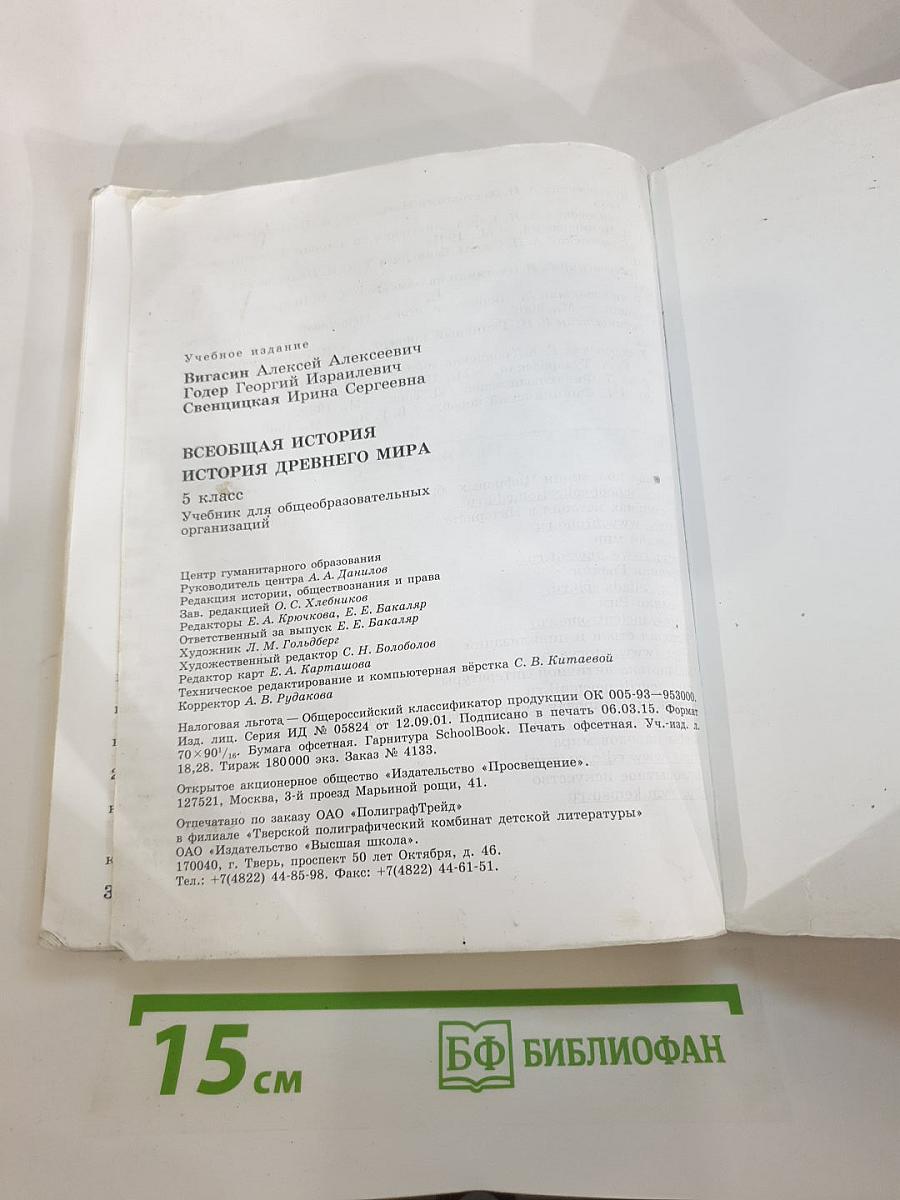 Учебное издание
Вигасин Алексей Алексеевич
Годер Георгий Израилевич
Свенцицкая Ирина Сергеевна
ВСЕОБЩАЯ ИСТОРИЯ
ИСТОРИЯ ДРЕВНЕГО МИРА
5 класс
Учебник для общеобразовательных
организаций
Центр гуманитарного образования
Руководитель центра А. А. Данилов
Редакция истории, обществознания и права
Зав. редакцией О. С. Хлебников
Редакторы Е. А. Крючкова, Е. Е. Бакаляр
Ответственный за выпуск Е. Е. Бакаляр
Художник Л. М. Гольдберг
Художественный редактор С. Н. Болоболов
Редактор карт Е. А. Карташова
Техническое редактирование и компьютерная вёрстка С. В. Китаевой
Корректор А. В. Рудакова
Налоговая льгота — Общероссийский классификатор продукции ОК 005-93—953000.
Изд. лиц. Серия ИД № 05824 от 12.09.01. Подписано в печать 06.03.15. Формат
70×90¹/₁₆. Бумага офсетная. Гарнитура SchoolBook. Печать офсетная. Уч.-изд. л.
18,28. Тираж 180 000 экз. Заказ № 4133.
Открытое акционерное общество «Издательство «Просвещение».
127521, Москва, 3-й проезд Марьиной рощи, 41.
Отпечатано по заказу ОАО «ПолиграфТрейд»
в филиале «Тверской полиграфический комбинат детской литературы»
ОАО «Издательство «Высшая школа».
170040, г. Тверь, проспект 50 лет Октября, д. 46.
Тел.: +7(4822) 44-85-98. Факс: +7(4822) 44-61-51.
15 см
БФ БИБЛИОФАН